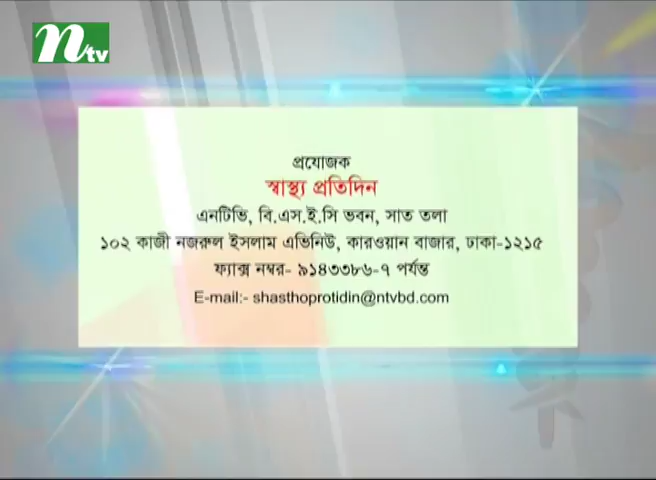 ntv
প্রযোজক
স্বাস্থ্য প্রতিদিন
এনটিভি, বি.এস.ই.সি ভবন, সাত তলা
১০২ কাজী নজরুল ইসলাম এভিনিউ, কারওয়ান বাজার, ঢাকা-১২১৫
ফ্যাক্স নম্বর- ৯১৪৩৩৮৬-৭ পর্যন্ত
E-mail:- shasthoprotidin@ntvbd.com